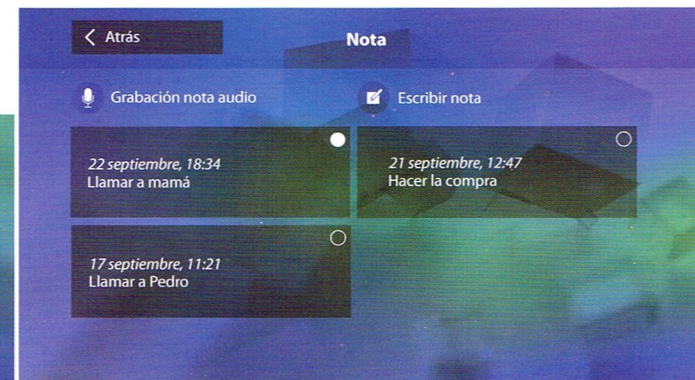 Atrás
Nota
Grabación nota audio
Escribir nota
22 septiembre, 18:34
Llamar a mamá
21 septiembre, 12:47
Hacer la compra
17 septiembre, 11:21
Llamar a Pedro